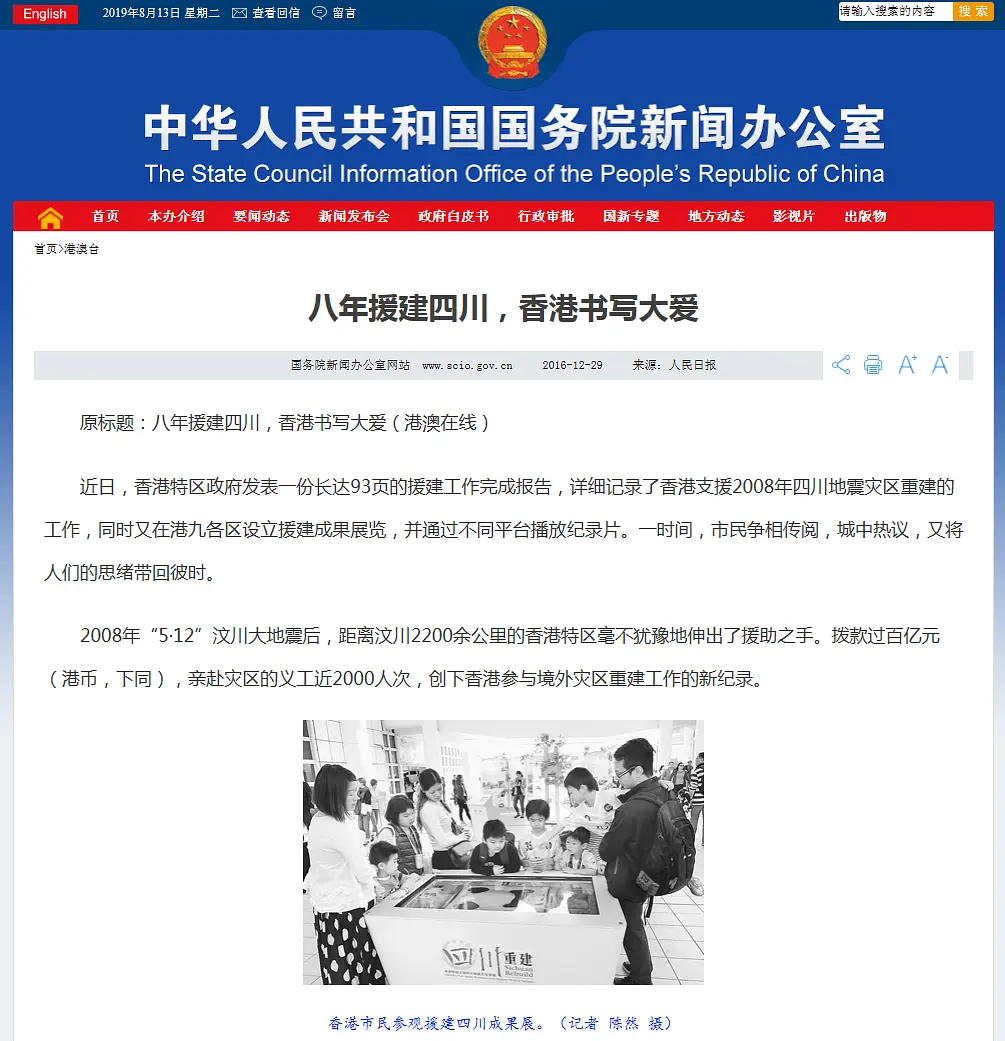 English 2019年8月13日 星期二 查看回信 留言 请输入搜索的内容 搜 索
中华人民共和国国务院新闻办公室
The State Council Information Office of the People's Republic of China
首页 本办介绍 要闻动态 新闻发布会 政府白皮书 行政审批 国新专题 地方动态 影视片 出版物
首页>港澳台
八年援建四川，香港书写大爱
国务院新闻办公室网站 www.scio.gov.cn 2016-12-29 来源：人民日报
A+ A-
原标题：八年援建四川，香港书写大爱（港澳在线）
近日，香港特区政府发表一份长达93页的援建工作完成报告，详细记录了香港支援2008年四川地震灾区重建的
工作，同时又在港九各区设立援建成果展览，并通过不同平台播放纪录片。一时间，市民争相传阅，城中热议，又将
人们的思绪带回彼时。
2008年“5·12”汶川大地震后，距离汶川2200余公里的香港特区毫不犹豫地伸出了援助之手。拨款过百亿元
（港币，下同），亲赴灾区的义工近2000人次，创下香港参与境外灾区重建工作的新纪录。
四川重建
Sichuan
Rebuild
香港市民参观援建四川成果展。（记者 陈然 摄）